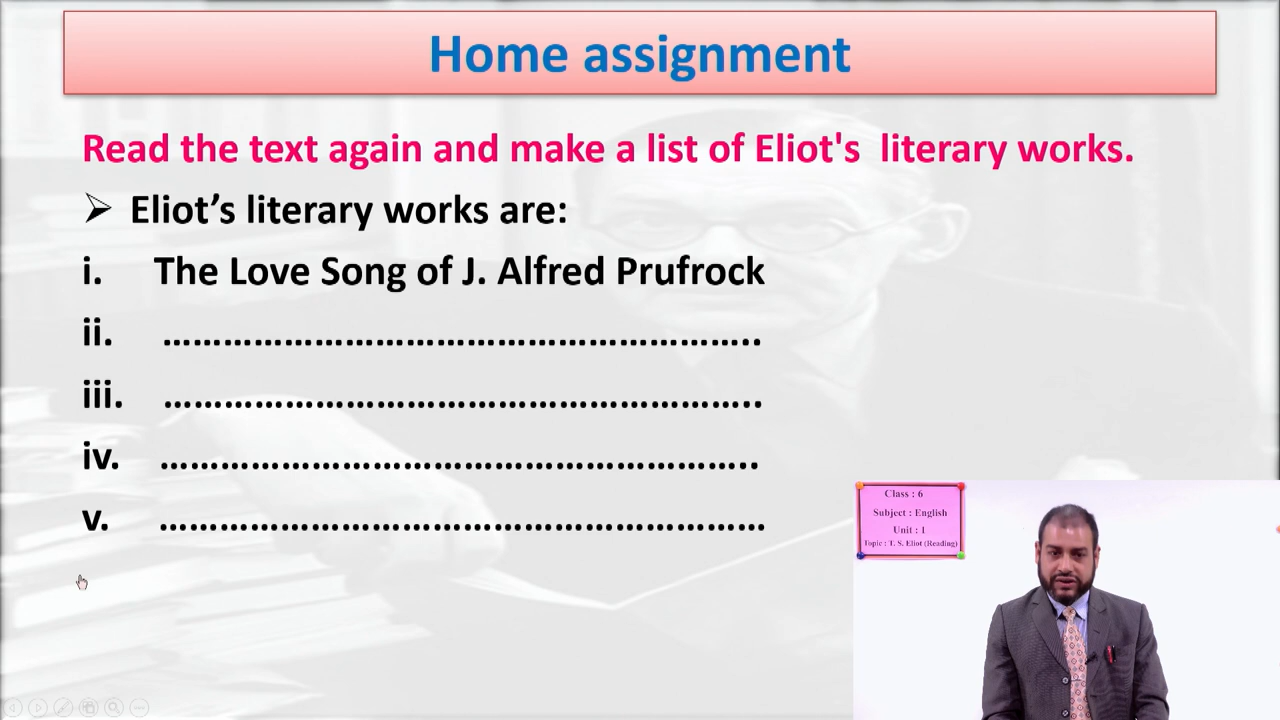 Home assignment
Read the text again and make a list of Eliot's  literary works.
➢ Eliot’s literary works are:
i. The Love Song of J. Alfred Prufrock
ii. …………………………………………………..
iii. …………………………………………………..
iv. …………………………………………………..
v. ……………………………………………………
Class : 6
Subject : English
Unit : 1
Topic : T. S. Eliot (Reading)